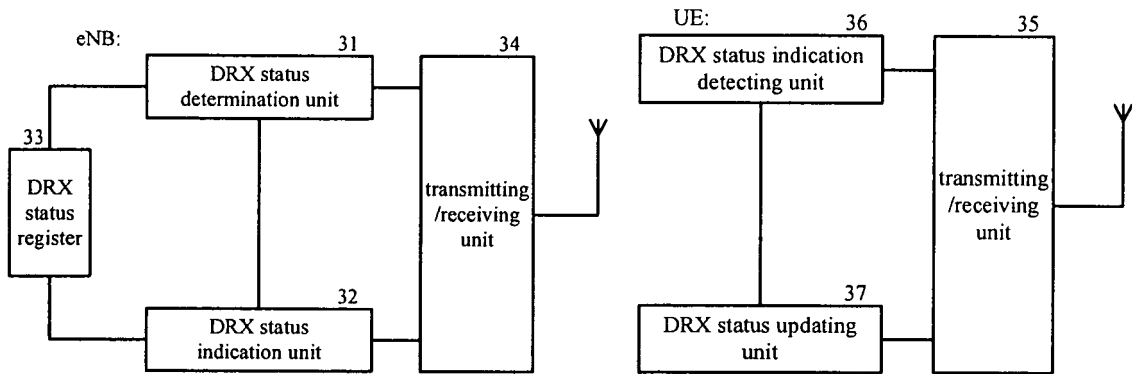 eNB:
31
DRX status
determination unit
34
transmitting
/receiving
unit
33
DRX
status
register
32
DRX status
indication unit
UE:
36
DRX status indication
detecting unit
35
transmitting
/receiving
unit
37
DRX status updating
unit